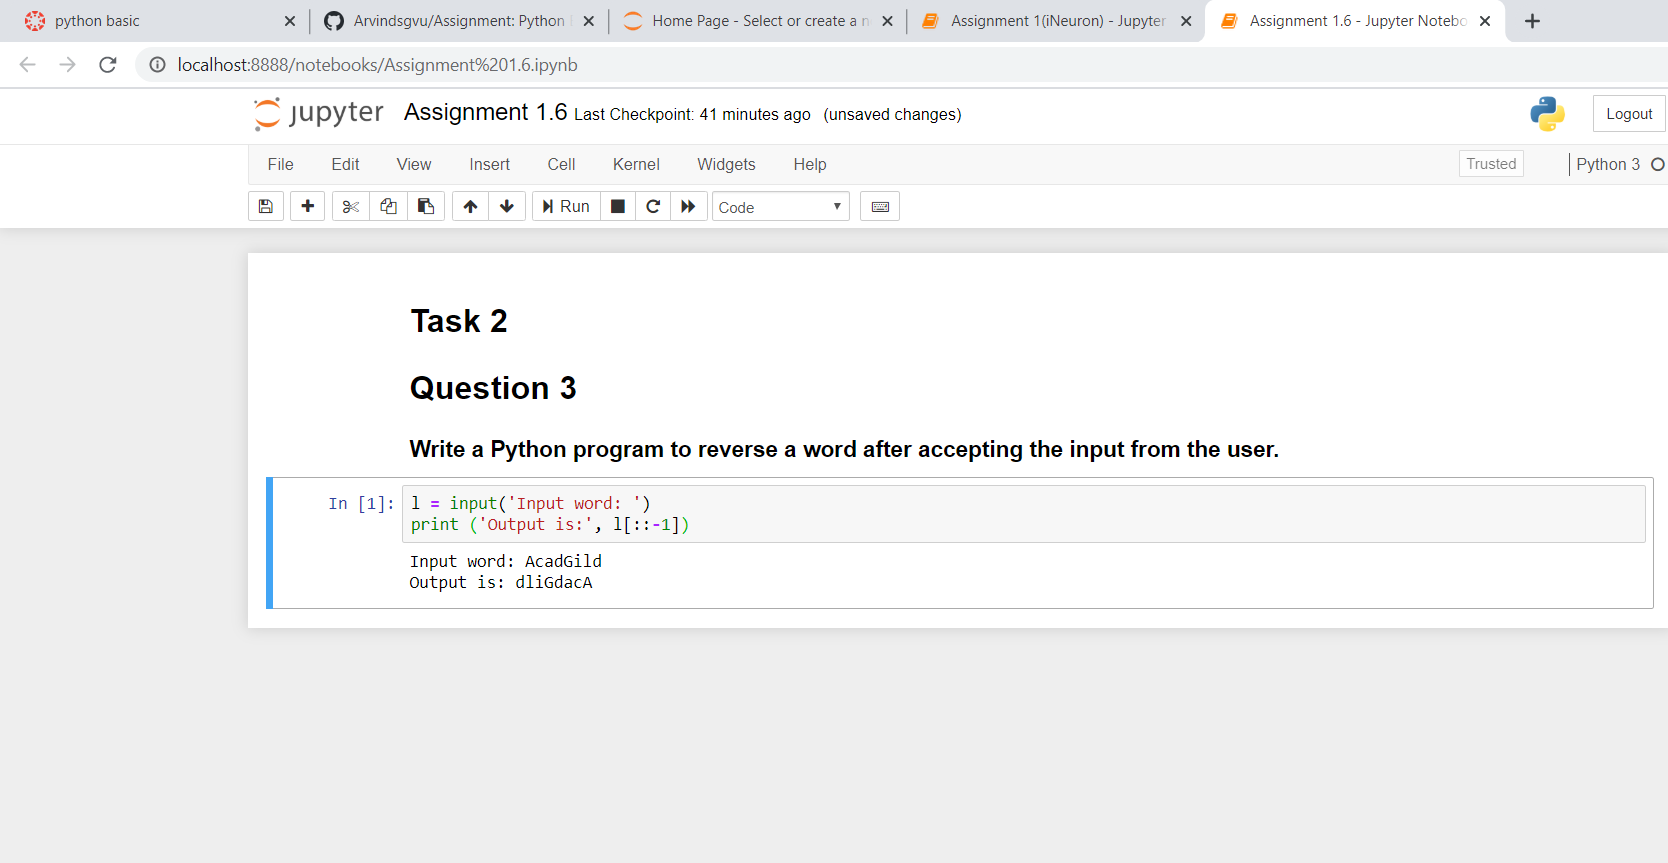 python basic
Arvindsgvu/Assignment: Python
Home Page - Select or create a n
Assignment 1(iNeuron) - Jupyter
Assignment 1.6 - Jupyter Notebo
localhost:8888/notebooks/Assignment%201.6.ipynb
jupyter Assignment 1.6 Last Checkpoint: 41 minutes ago (unsaved changes)
Logout
File Edit View Insert Cell Kernel Widgets Help
Trusted
Python 3
Run
Code
Task 2
Question 3
Write a Python program to reverse a word after accepting the input from the user.
In [1]: l = input('Input word: ')
print ('Output is:', l[::-1])
Input word: AcadGild
Output is: dliGdacA